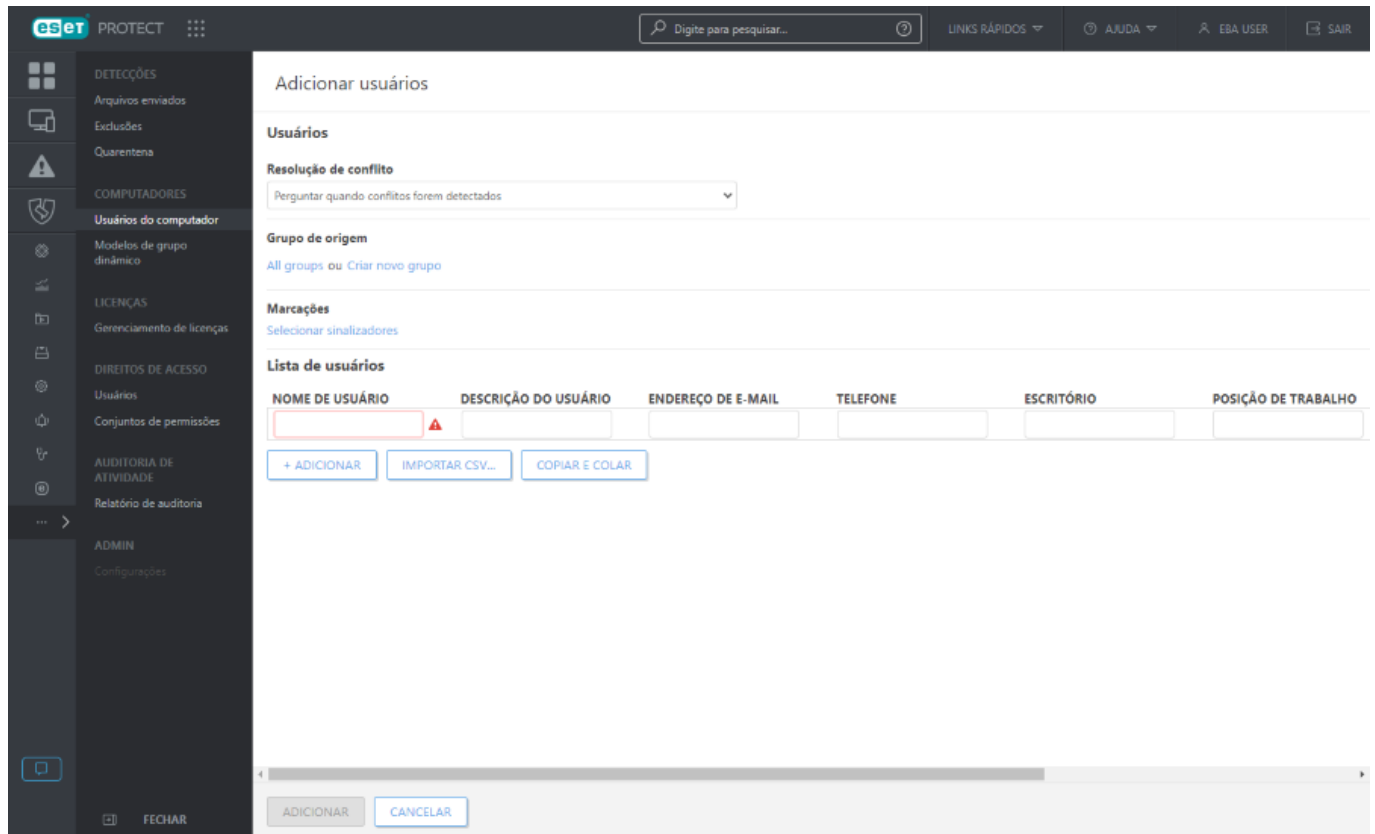 eset PROTECT
Digite para pesquisar...
LINKS RÁPIDOS
AJUDA
EBA USER
SAIR
DETECÇÕES
Arquivos enviados
Exclusões
Quarentena
COMPUTADORES
Usuários do computador
Modelos de grupo
dinâmico
LICENÇAS
Gerenciamento de licenças
DIREITOS DE ACESSO
Usuários
Conjuntos de permissões
AUDITORIA DE
ATIVIDADE
Relatório de auditoria
ADMIN
Configurações
FECHAR
Adicionar usuários
Usuários
Resolução de conflito
Perguntar quando conflitos forem detectados
Grupo de origem
All groups ou Criar novo grupo
Marcações
Selecionar sinalizadores
Lista de usuários
NOME DE USUÁRIO DESCRIÇÃO DO USUÁRIO ENDEREÇO DE E-MAIL TELEFONE ESCRITÓRIO POSIÇÃO DE TRABALHO
+ ADICIONAR IMPORTAR CSV... COPIAR E COLAR
ADICIONAR CANCELAR